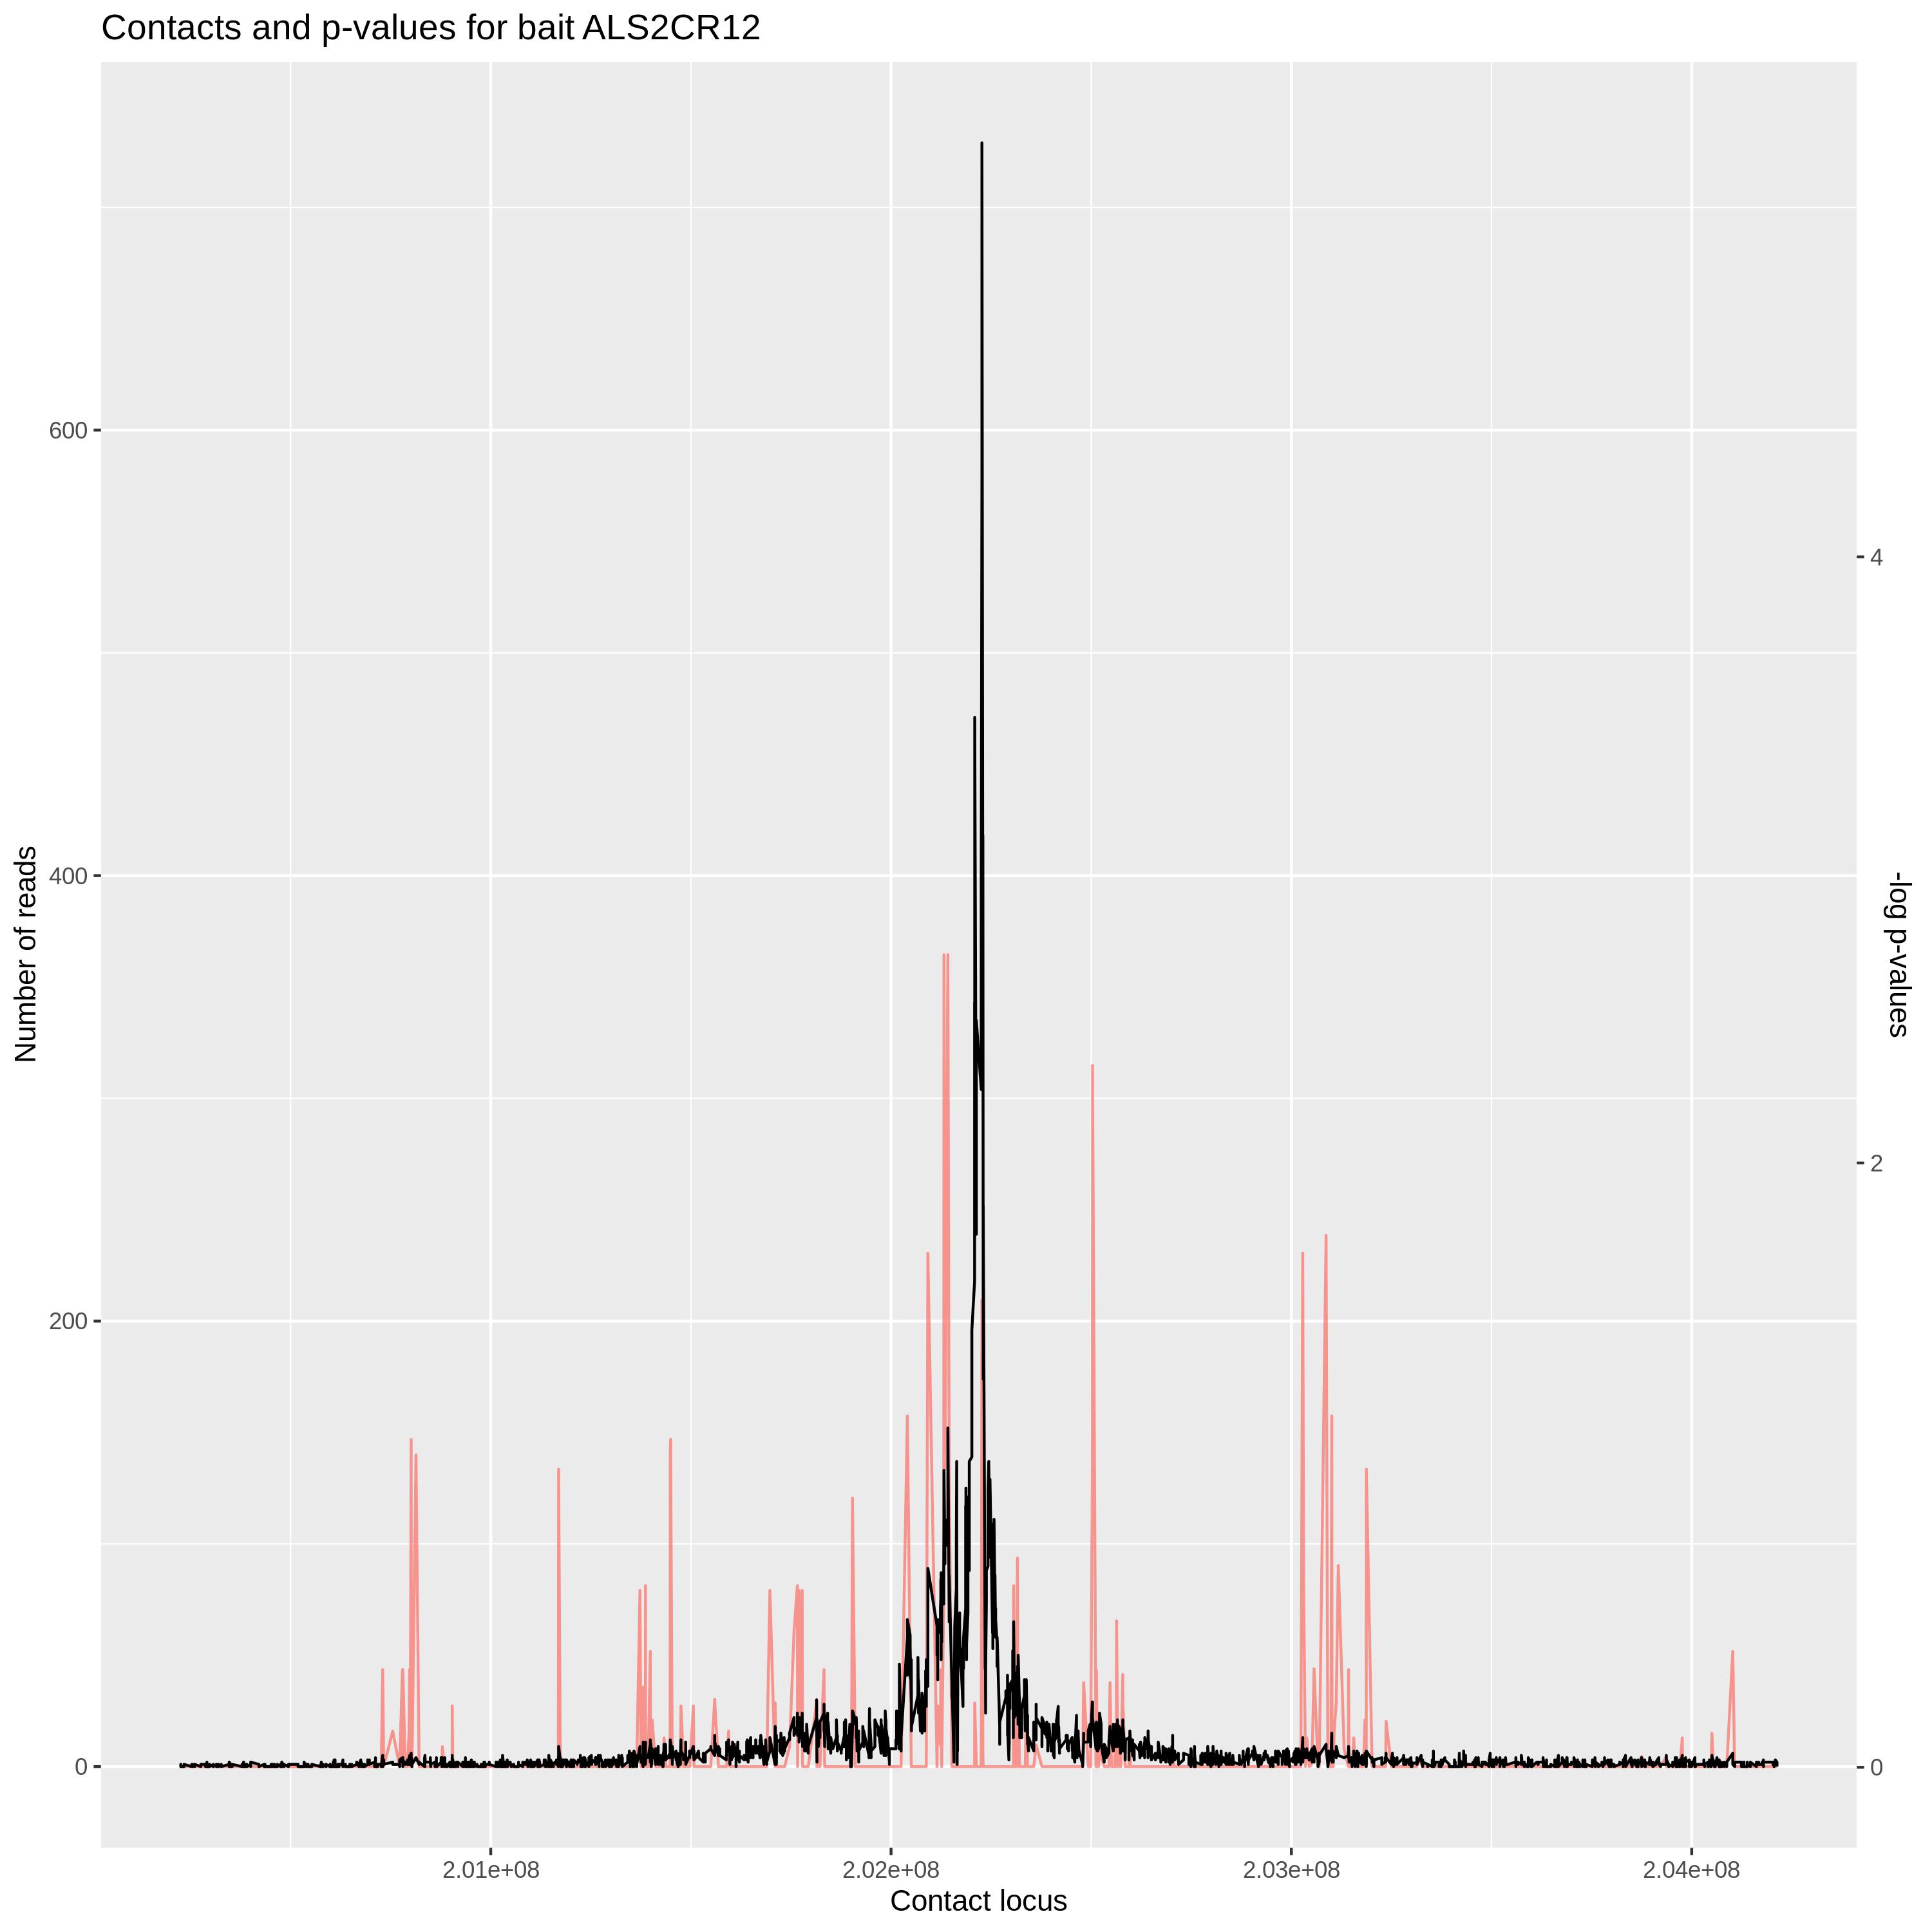 Contacts and p-values for bait ALS2CR12
600
400
200
0
Number of reads
4
2
0
-log p-values
2.01e+08
2.02e+08
2.03e+08
2.04e+08
Contact locus